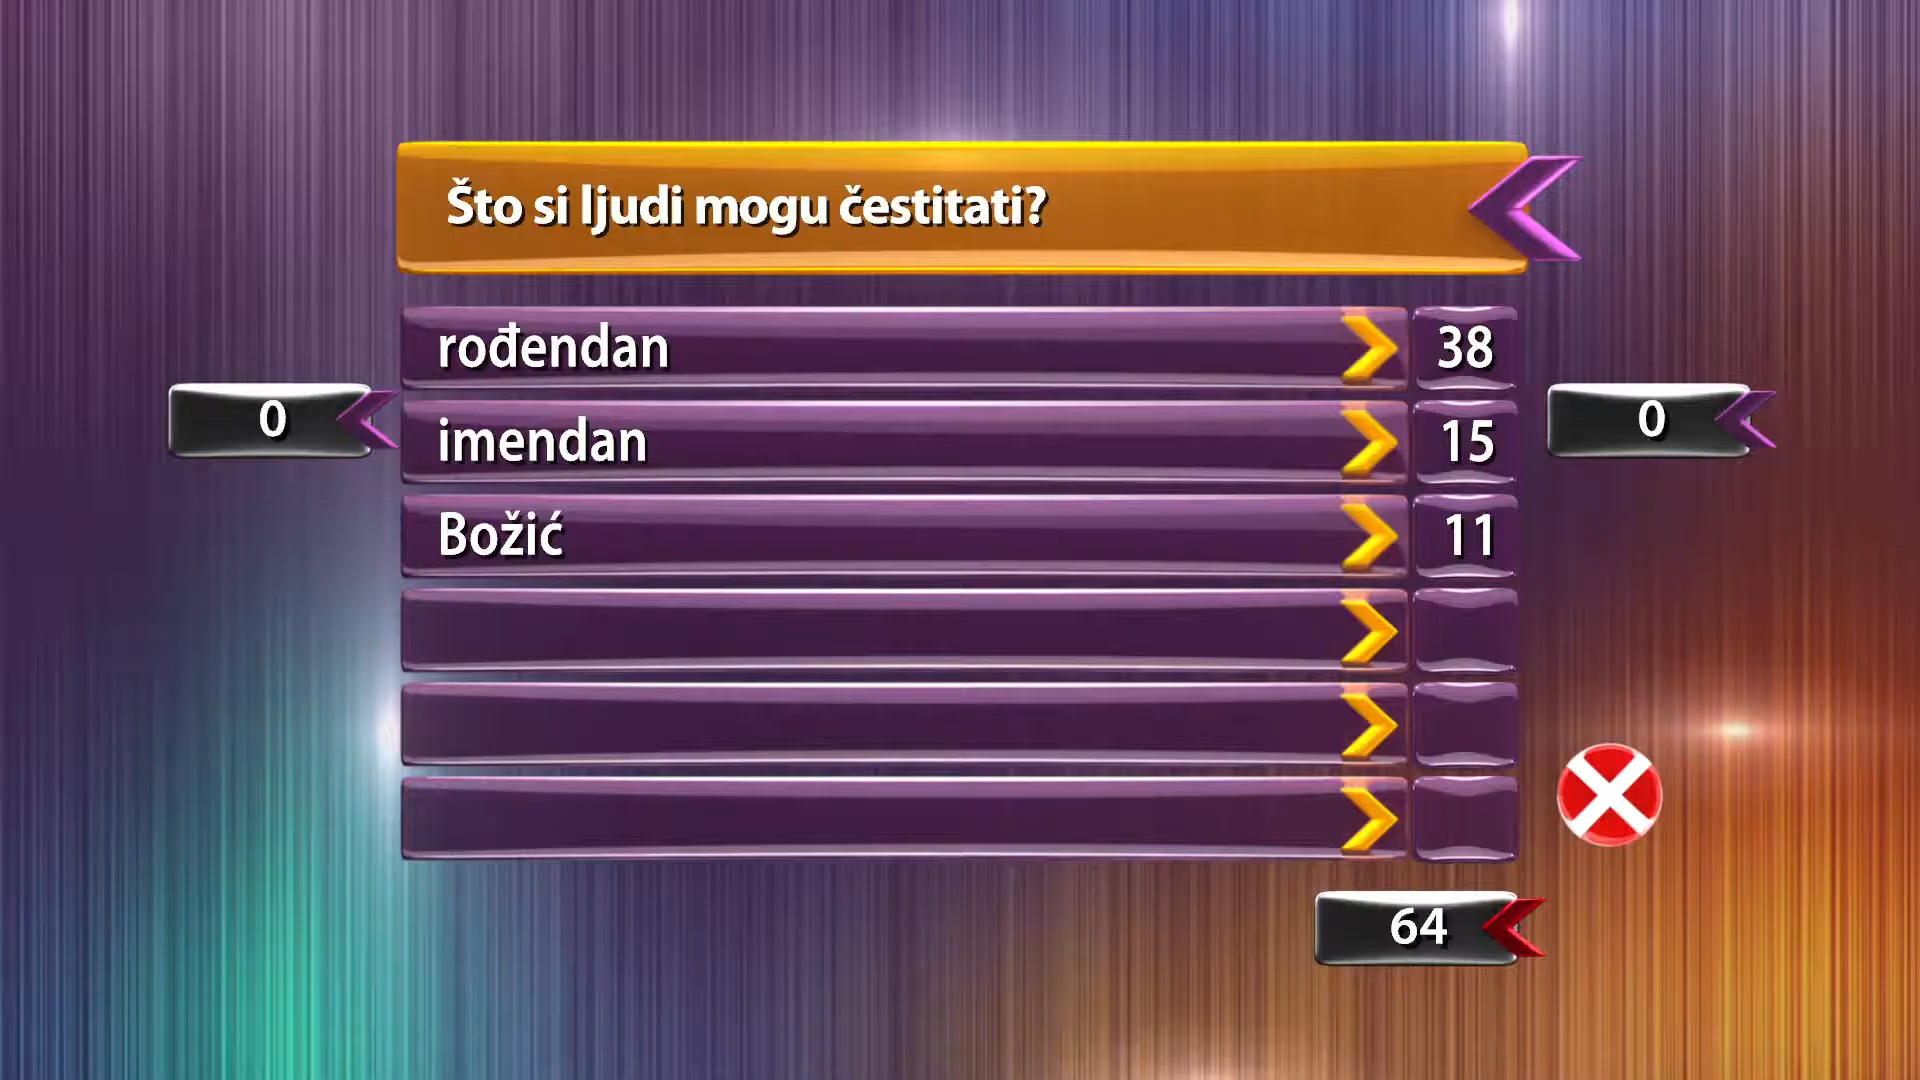 Što si ljudi mogu čestitati?
rođendan 38
0
imendan 15
0
Božić 11
64